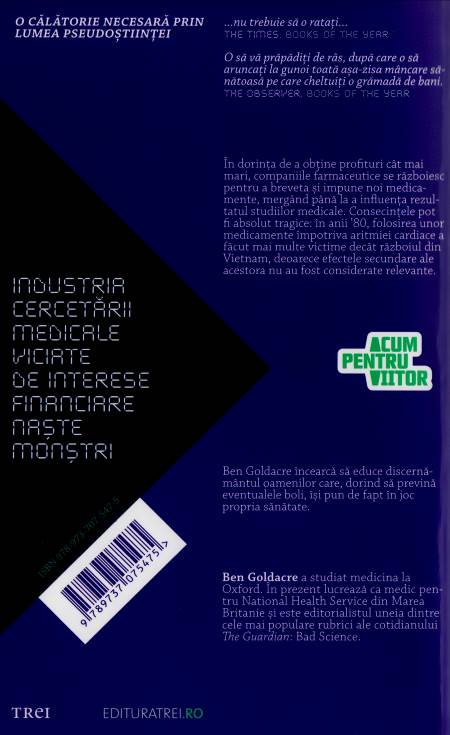 O CĂLĂTORIE NECESARĂ PRIN
LUMEA PSEUDOȘTIINȚEI
...nu trebuie să o ratați...
THE TIMES, BOOKS OF THE YEAR
O să vă prăpădiți de râs, după care o să
aruncați la gunoi toată așa-zisa mâncare să-
nătoasă pe care cheltuiți o grămadă de bani.
THE OBSERVER, BOOKS OF THE YEAR
În dorința de a obține profituri cât mai
mari, companiile farmaceutice se războiesc
pentru a breveta și impune noi medica-
mente, mergând până la a influența rezul-
tatul studiilor medicale. Consecințele pot
fi absolut tragice: în anii '80, folosirea unor
medicamente împotriva aritmiei cardiace a
făcut mai multe victime decât războiul din
Vietnam, deoarece efectele secundare ale
acestora nu au fost considerate relevante.
INDUSTRIA
CERCETĂRII
MEDICALE
VICIATE
DE INTERESE
FINANCIARE
NAȘTE
MONȘTRI
ACUM
PENTRU
VIITOR
Ben Goldacre încearcă să educe discernă-
mântul oamenilor care, dorind să prevină
eventualele boli, își pun de fapt în joc
propria sănătate.
ISBN 978 973 707 547 5
9789737075475>
Ben Goldacre a studiat medicina la
Oxford. În prezent lucrează ca medic pen-
tru National Health Service din Marea
Britanie și este editorialistul uneia dintre
cele mai populare rubrici ale cotidianului
The Guardian: Bad Science.
TREI
EDITURATREI.RO